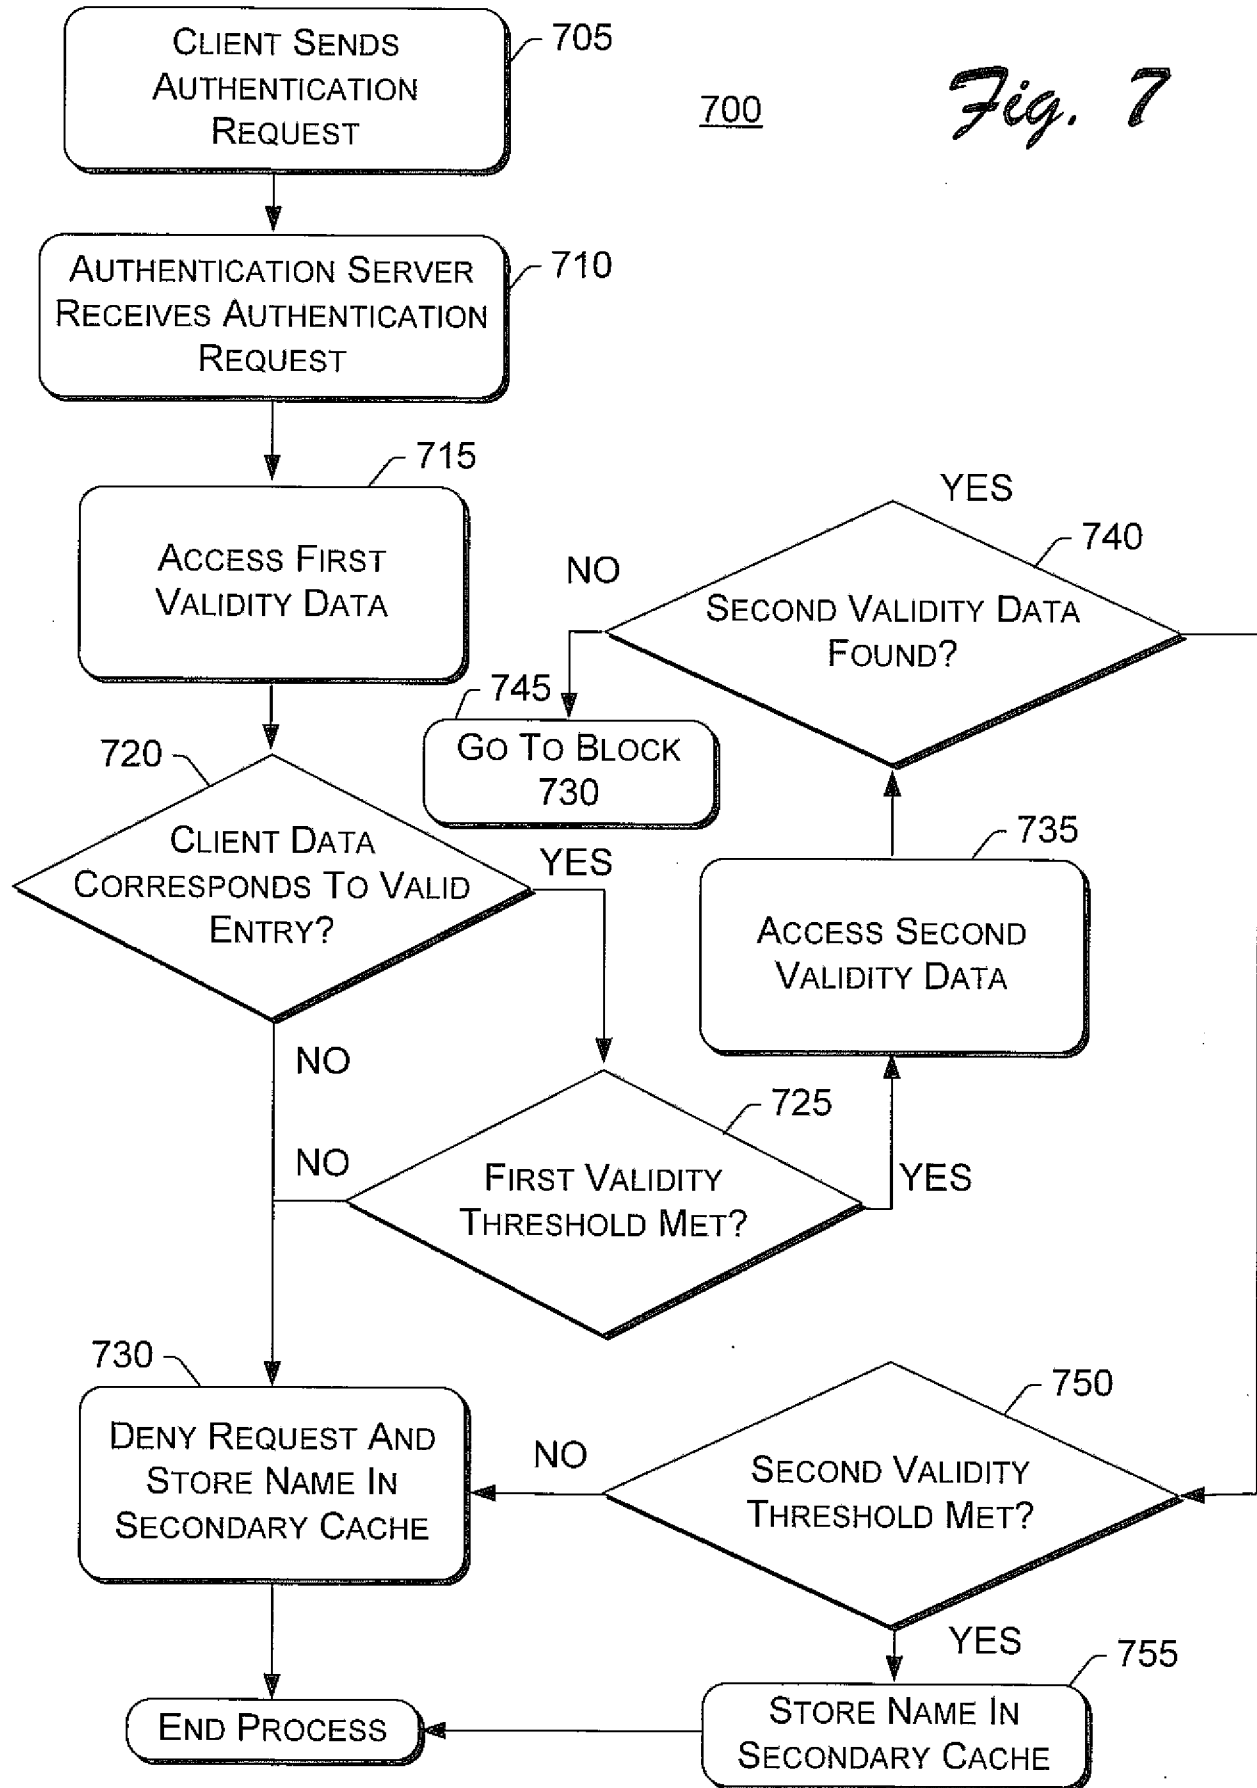 CLIENT SENDS
AUTHENTICATION
REQUEST
705
700
Fig. 7
AUTHENTICATION SERVER
RECEIVES AUTHENTICATION
REQUEST
710
715
ACCESS FIRST
VALIDITY DATA
YES
740
NO
SECOND VALIDITY DATA
FOUND?
745
GO TO BLOCK
730
720
CLIENT DATA
CORRESPONDS TO VALID
ENTRY?
YES
735
ACCESS SECOND
VALIDITY DATA
NO
725
NO
FIRST VALIDITY
THRESHOLD MET?
YES
730
DENY REQUEST AND
STORE NAME IN
SECONDARY CACHE
NO
750
SECOND VALIDITY
THRESHOLD MET?
YES
755
STORE NAME IN
SECONDARY CACHE
END PROCESS